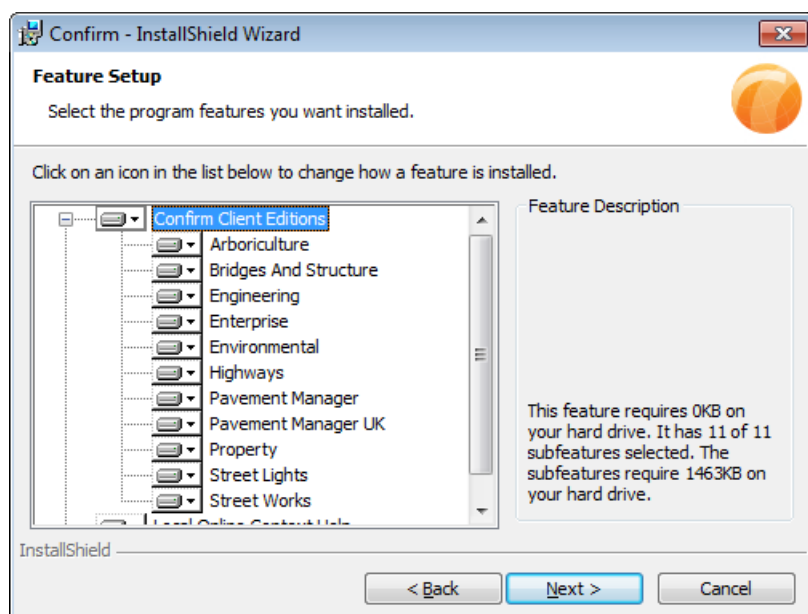 Confirm - InstallShield Wizard
Feature Setup
Select the program features you want installed.
Click on an icon in the list below to change how a feature is installed.
Confirm Client Editions
Arboriculture
Bridges And Structure
Engineering
Enterprise
Environmental
Highways
Pavement Manager
Pavement Manager UK
Property
Street Lights
Street Works
Local Online Context Help
Feature Description
This feature requires 0KB on
your hard drive. It has 11 of 11
subfeatures selected. The
subfeatures require 1463KB on
your hard drive.
InstallShield
< Back
Next >
Cancel